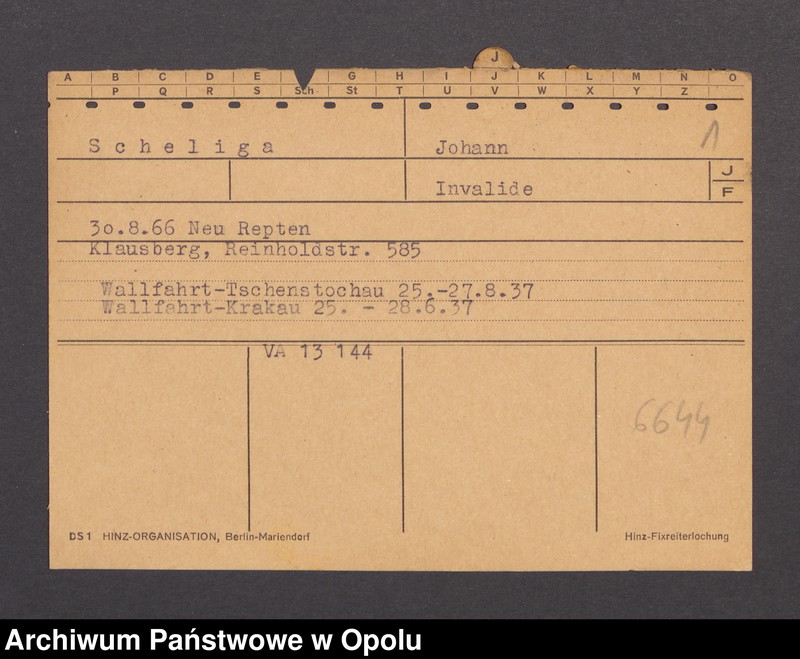 J
A B C D E G H I J K L M N O
P Q R S Sch St T U V W X Y Z
Scheliga Johann 1
Invalide J
F
3o.8.66 Neu Repten
Klausberg, Reinholdstr. 585
Wallfahrt-Tschenstochau 25.-27.8.37
Wallfahrt-Krakau 25. - 28.6.37
VA 13 144
6644
DS1 HINZ-ORGANISATION, Berlin-Mariendorf Hinz-Fixreiterlochung
Archiwum Państwowe w Opolu